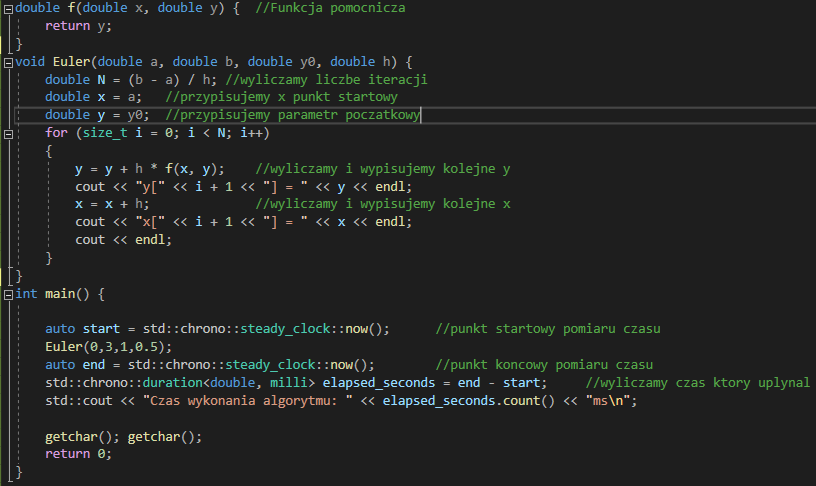 double f(double x, double y) {  //Funkcja pomocnicza
    return y;
}
void Euler(double a, double b, double y0, double h) {
    double N = (b - a) / h; //wyliczamy liczbe iteracji
    double x = a;   //przypisujemy x punkt startowy
    double y = y0;  //przypisujemy parametr poczatkowy
    for (size_t i = 0; i < N; i++)
    {
        y = y + h * f(x, y);    //wyliczamy i wypisujemy kolejne y
        cout << "y[" << i + 1 << "] = " << y << endl;
        x = x + h;              //wyliczamy i wypisujemy kolejne x
        cout << "x[" << i + 1 << "] = " << x << endl;
        cout << endl;
    }
}
int main() {
    auto start = std::chrono::steady_clock::now();      //punkt startowy pomiaru czasu
    Euler(0,3,1,0.5);
    auto end = std::chrono::steady_clock::now();        //punkt koncowy pomiaru czasu
    std::chrono::duration<double, milli> elapsed_seconds = end - start;     //wyliczamy czas ktory uplynal
    std::cout << "Czas wykonania algorytmu: " << elapsed_seconds.count() << "ms\n";
    getchar(); getchar();
    return 0;
}